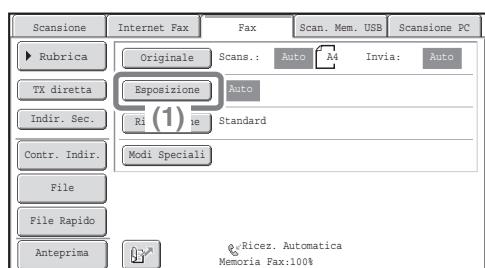 Scansione Internet Fax Fax Scan. Mem. USB Scansione PC
Rubrica Originale Scans.: Auto A4 Invia: Auto
TX diretta Esposizione Auto
Indir. Sec. (1) Standard
Contr. Indir. Modi Speciali
File
File Rapido
Anteprima Ricez. Automatica
Memoria Fax:100%